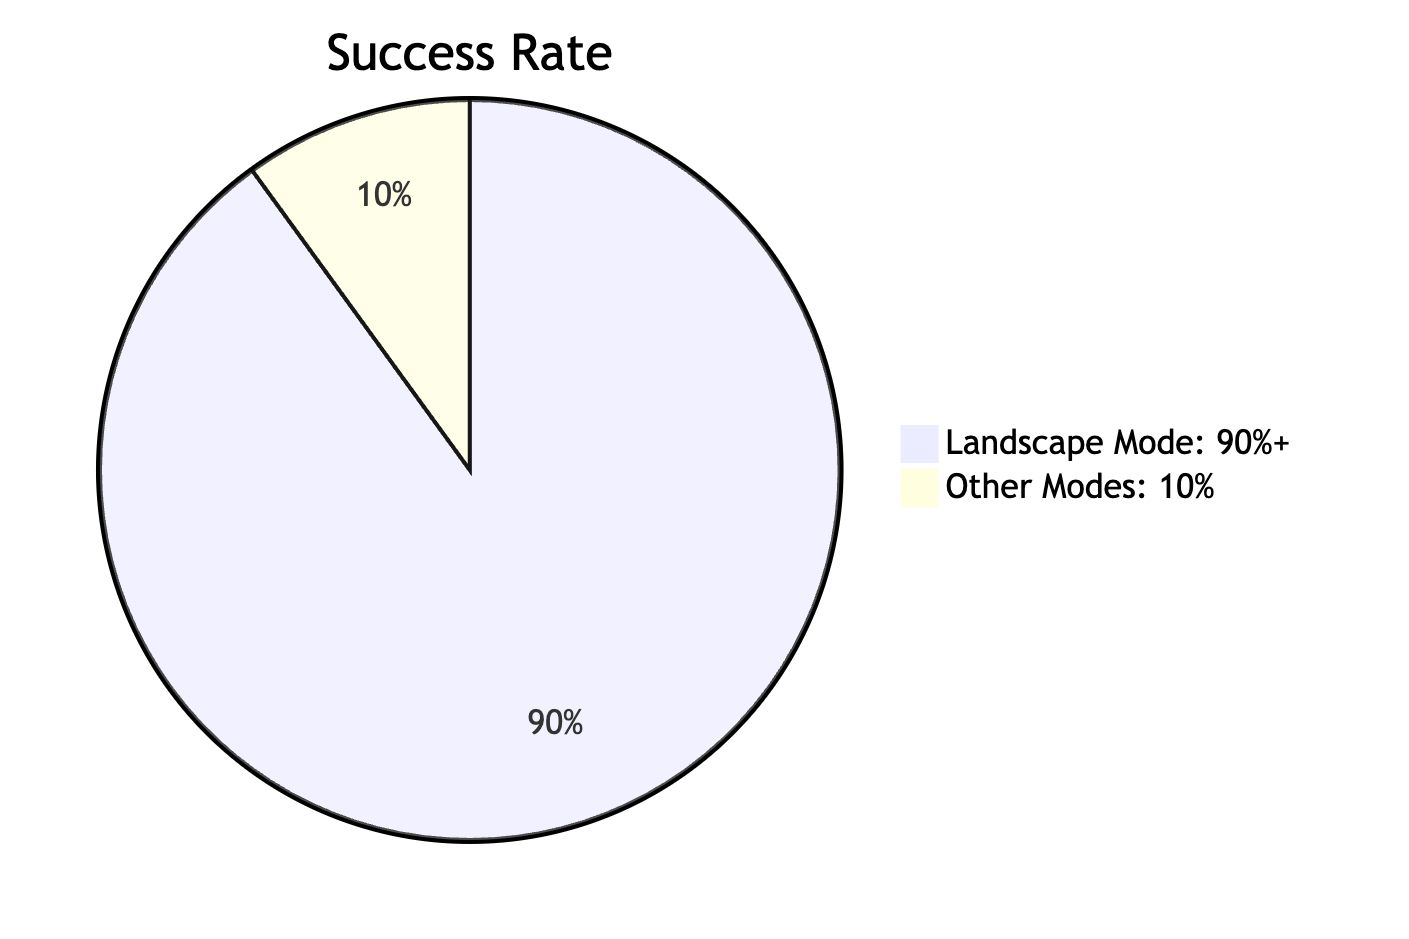 Success Rate
10%
90%
Landscape Mode: 90%+
Other Modes: 10%